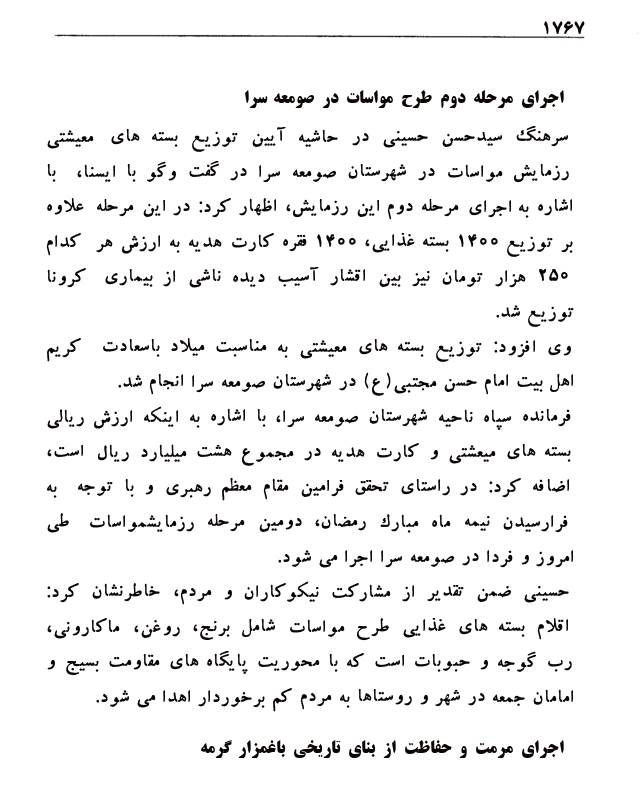 ۱۷۶۷
اجرای مرحله دوم طرح مواسات در صومعه سرا
سرهنگ سیدحسن حسینی در حاشیه آیین توزیع بسته های معیشتی
رزمایش مواسات در شهرستان صومعه سرا در گفت وگو با ایسنا، با
اشاره به اجرای مرحله دوم این رزمایش، اظهار کرد: در این مرحله علاوه
بر توزیع ۱۴۰۰ بسته غذایی، ۱۴۰۰ فقره کارت هدیه به ارزش هر کدام
۲۵۰ هزار تومان نیز بین اقشار آسیب دیده ناشی از بیماری کرونا
توزیع شد.
وی افزود: توزیع بسته های معیشتی به مناسبت میلاد باسعادت کریم
اهل بیت امام حسن مجتبی(ع) در شهرستان صومعه سرا انجام شد.
فرمانده سپاه ناحیه شهرستان صومعه سرا، با اشاره به اینکه ارزش ریالی
بسته های میعشتی و کارت هدیه در مجموع هشت میلیارد ریال است،
اضافه کرد: در راستای تحقق فرامین مقام معظم رهبری و با توجه به
فرارسیدن نیمه ماه مبارک رمضان، دومین مرحله رزمایشمواسات طی
امروز و فردا در صومعه سرا اجرا می شود.
حسینی ضمن تقدیر از مشارکت نیکوکاران و مردم، خاطرنشان کرد:
اقلام بسته های غذایی طرح مواسات شامل برنج، روغن، ماکارونی،
رب گوجه و حبوبات است که با محوریت پایگاه های مقاومت بسیج و
امامان جمعه در شهر و روستاها به مردم کم برخوردار اهدا می شود.
اجرای مرمت و حفاظت از بنای تاریخی باغمزار گرمه